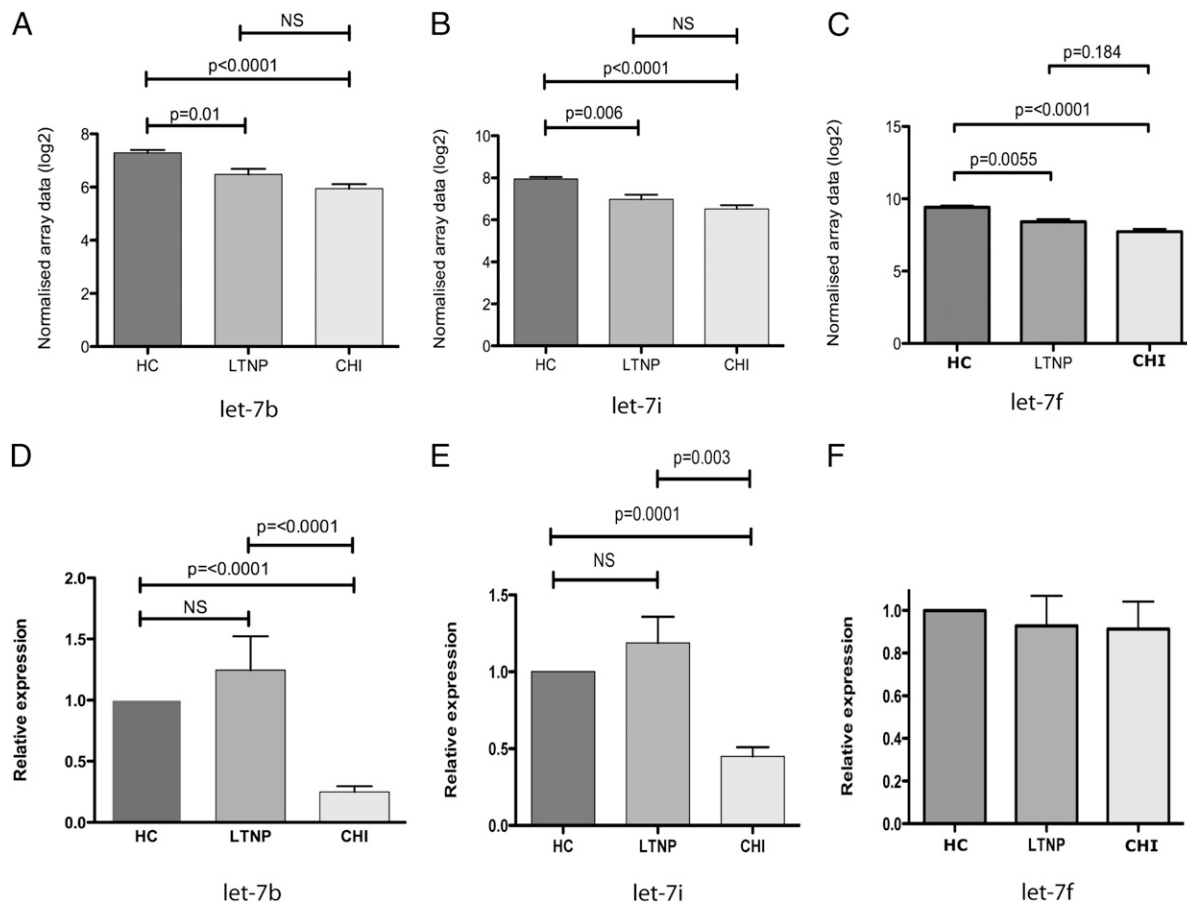 A
NS
p<0.0001
p=0.01
Normalised array data (log2)
8
6
4
2
0
HC LTNP CHI
let-7b
B
NS
p<0.0001
p=0.006
Normalised array data (log2)
10
8
6
4
2
0
HC LTNP CHI
let-7i
C
p=0.184
p=<0.0001
p=0.0055
Normalised array data (log2)
15
10
5
0
HC LTNP CHI
let-7f
D
p=<0.0001
p=<0.0001
NS
Relative expression
2.0
1.5
1.0
0.5
0.0
HC LTNP CHI
let-7b
E
p=0.003
p=0.0001
NS
Relative expression
1.5
1.0
0.5
0.0
HC LTNP CHI
let-7i
F
Relative expression
1.0
0.8
0.6
0.4
0.2
0.0
HC LTNP CHI
let-7f